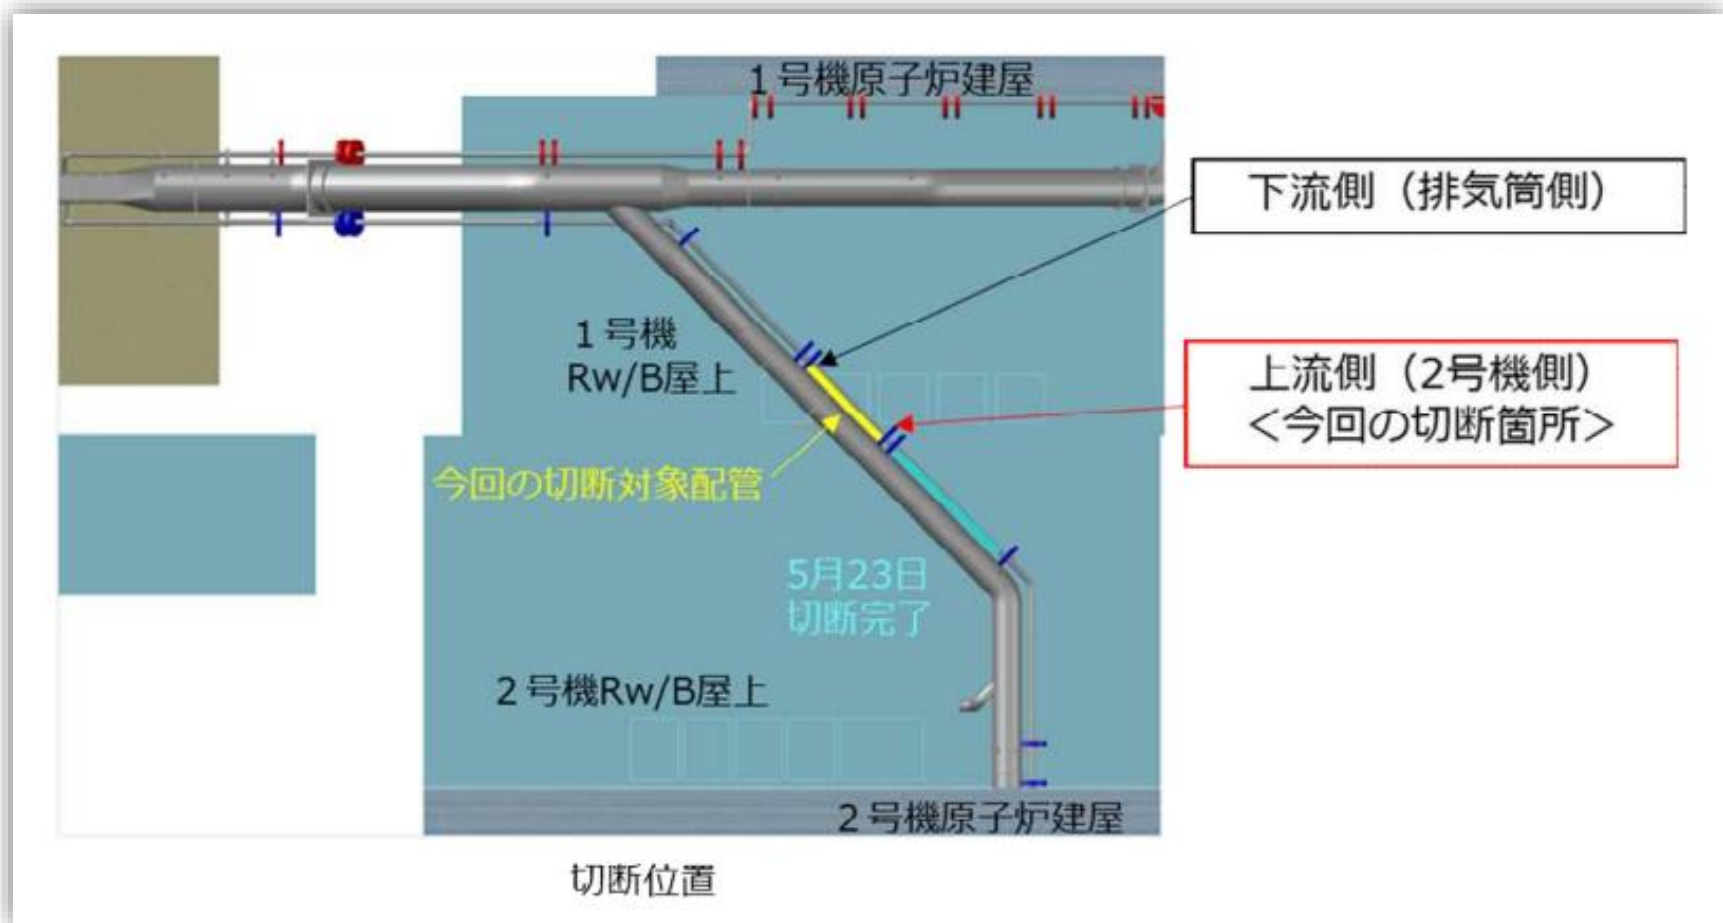 1号機原子炉建屋
下流側（排気筒側）
1号機
Rw/B屋上
上流側（2号機側）
＜今回の切断箇所＞
今回の切断対象配管
5月23日
切断完了
2号機Rw/B屋上
2号機原子炉建屋
切断位置